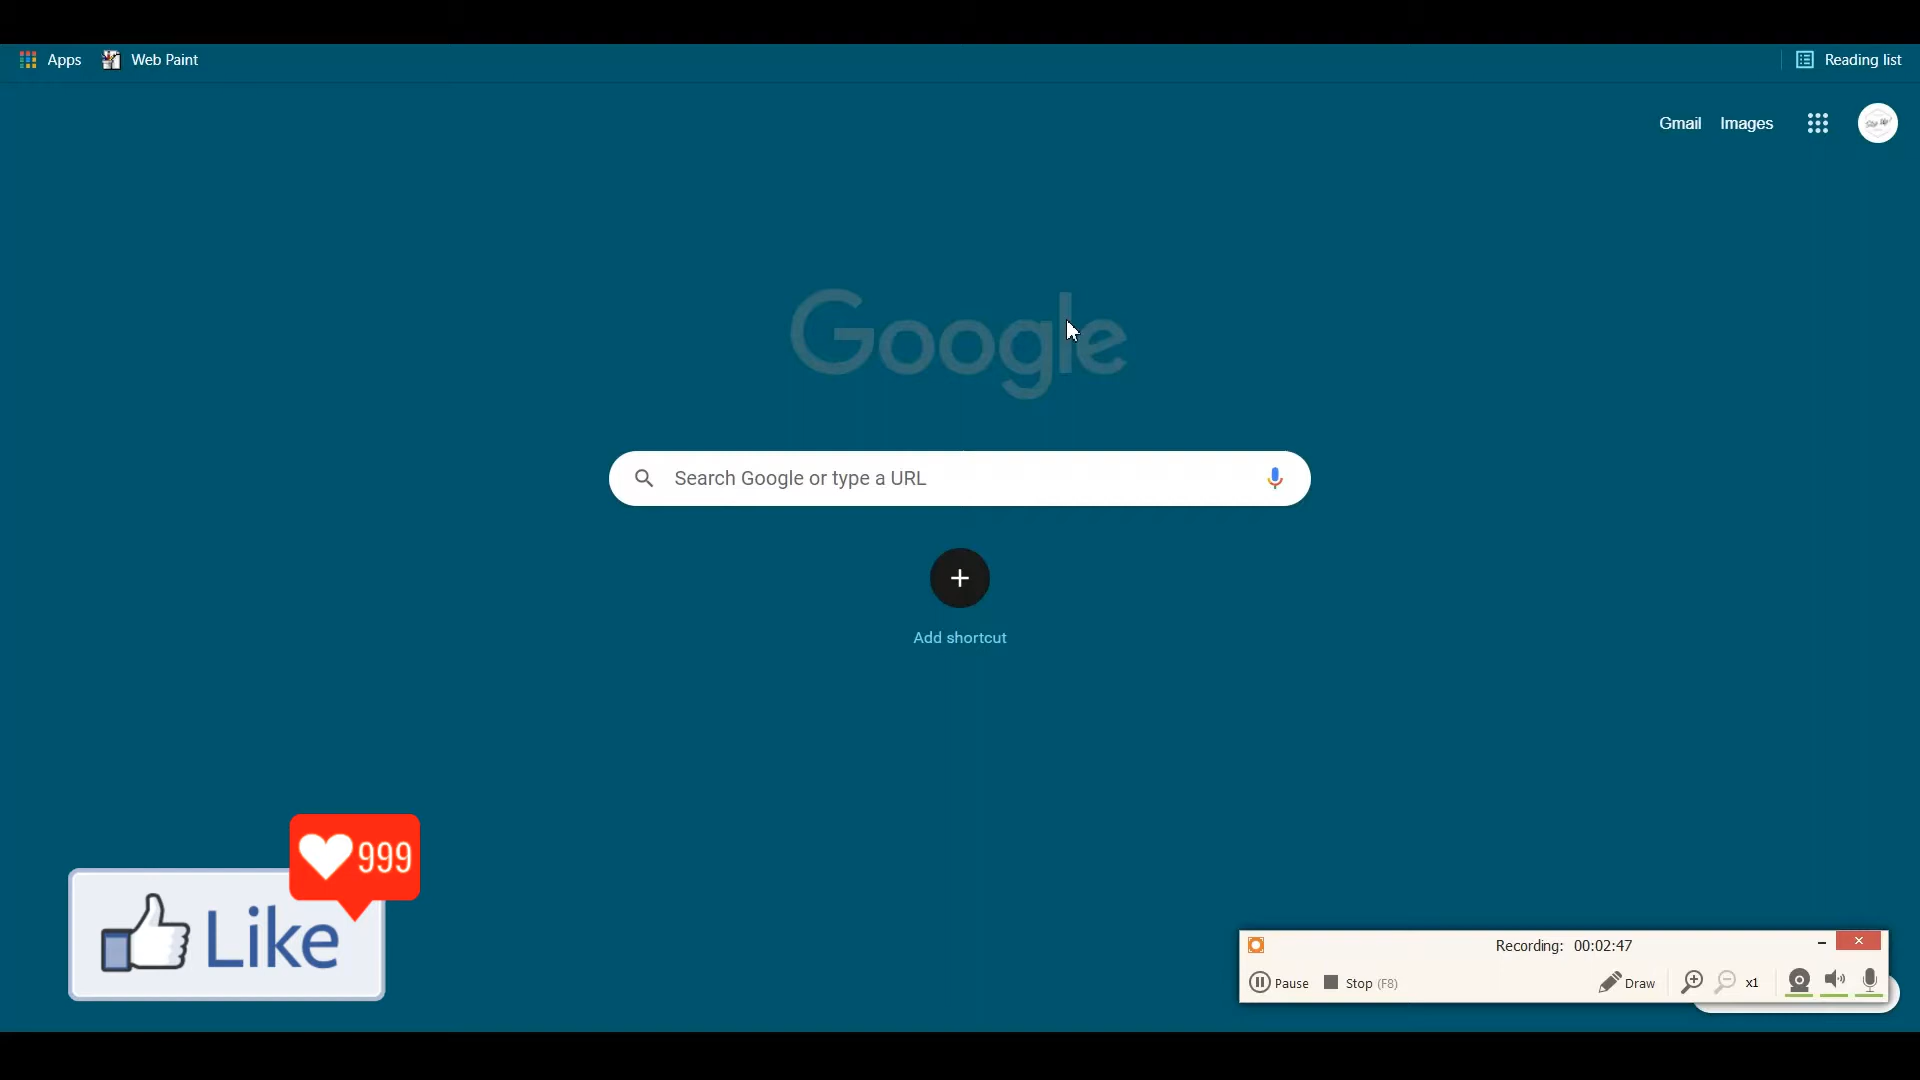 Apps Web Paint Reading list
Gmail Images
Google
Search Google or type a URL
Add shortcut
999
Like
Recording: 00:02:47
Pause Stop (F8) Draw x1